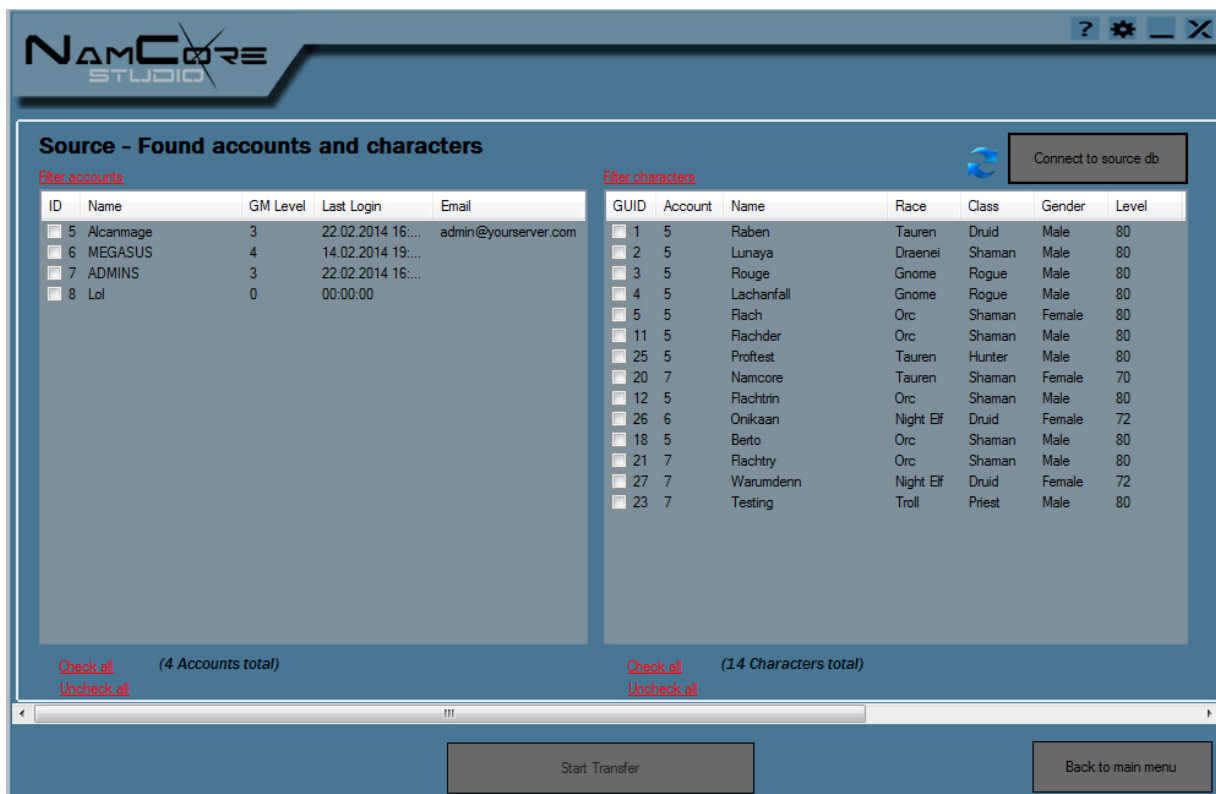 NAMCORE
STUDIO
?
Source - Found accounts and characters
Connect to source db
Filter accounts
Filter characters
ID Name GM Level Last Login Email
5 Alcanmage 3 22.02.2014 16:... admin@yourserver.com
6 MEGASUS 4 14.02.2014 19:...
7 ADMINS 3 22.02.2014 16:...
8 Lol 0 00:00:00
GUID Account Name Race Class Gender Level
1 5 Raben Tauren Druid Male 80
2 5 Lunaya Draenei Shaman Male 80
3 5 Rouge Gnome Rogue Male 80
4 5 Lachanfall Gnome Rogue Male 80
5 5 Flach Orc Shaman Female 80
11 5 Flachder Orc Shaman Male 80
25 5 Proftest Tauren Hunter Male 80
20 7 Namcore Tauren Shaman Female 70
12 5 Flachtrin Orc Shaman Male 80
26 6 Onikaan Night Elf Druid Female 72
18 5 Berto Orc Shaman Male 80
21 7 Flachtry Orc Shaman Male 80
27 7 Warumdenn Night Elf Druid Female 72
23 7 Testing Troll Priest Male 80
Check all (4 Accounts total)
Uncheck all
Check all (14 Characters total)
Uncheck all
Start Transfer
Back to main menu